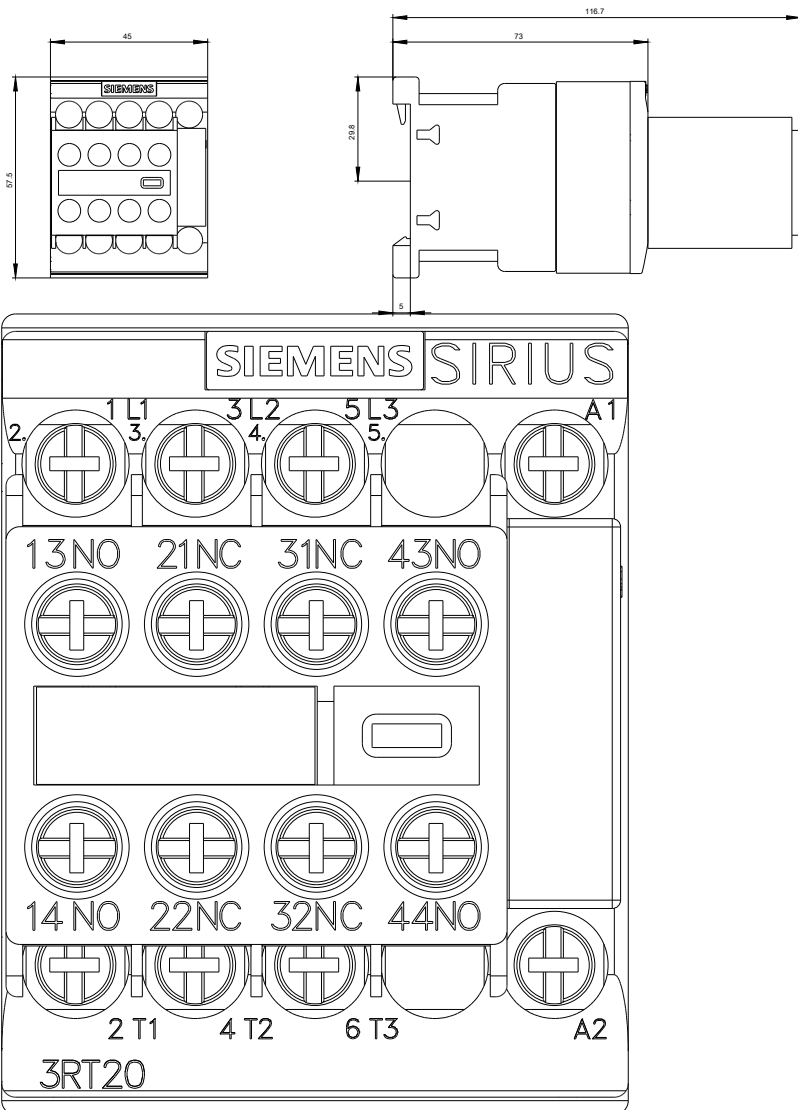 116.7
45
73
SIEMENS
57.5
29.8
5
SIEMENS SIRIUS
1 L1 3 L2 5 L3 A1
2. 3. 4. 5.
13NO 21NC 31NC 43NO
14NO 22NC 32NC 44NO
2 T1 4 T2 6 T3 A2
3RT20